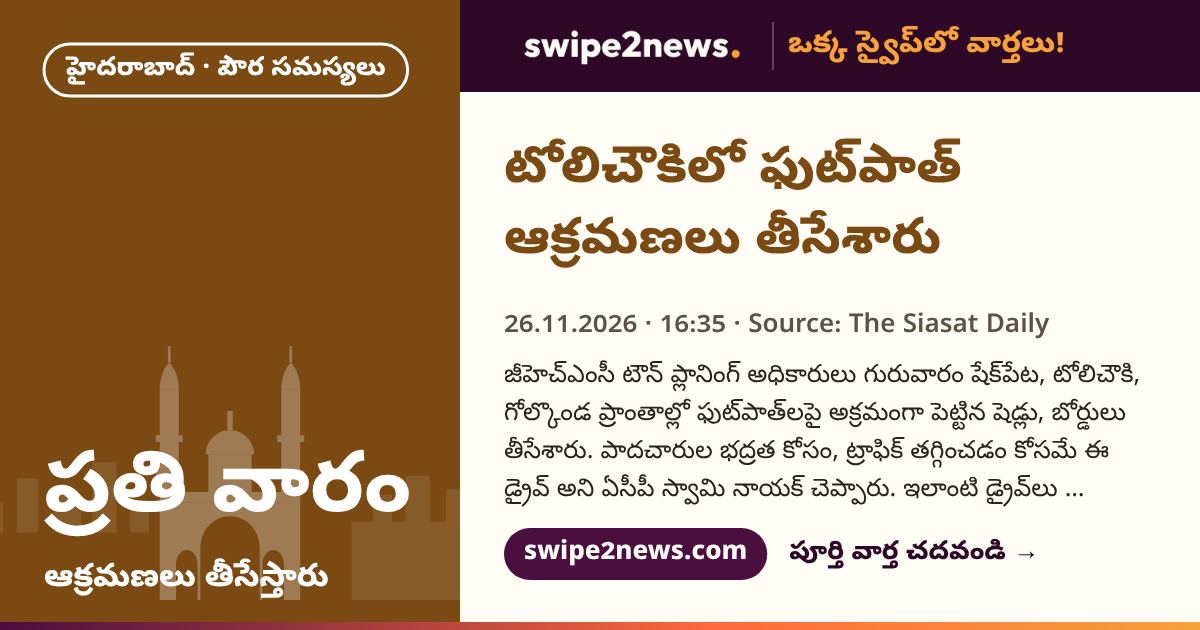 హైదరాబాద్ · పౌర సమస్యలు
ప్రతి వారం
ఆక్రమణలు తీసేస్తారు
swipe2news.
ఒక్క స్వైప్‌లో వార్తలు!
టోలిచౌకిలో ఫుట్‌పాత్
ఆక్రమణలు తీసేశారు
26.11.2026 · 16:35 · Source: The Siasat Daily
జీహెచ్ఎంసీ టౌన్ ప్లానింగ్ అధికారులు గురువారం షేక్‌పేట, టోలిచౌకి,
గోల్కొండ ప్రాంతాల్లో ఫుట్‌పాత్‌లపై అక్రమంగా పెట్టిన షెడ్లు, బోర్డులు
తీసేశారు. పాదచారుల భద్రత కోసం, ట్రాఫిక్ తగ్గించడం కోసమే ఈ
డ్రైవ్ అని ఏసీపీ స్వామి నాయక్ చెప్పారు. ఇలాంటి డ్రైవ్‌లు ...
swipe2news.com
పూర్తి వార్త చదవండి →